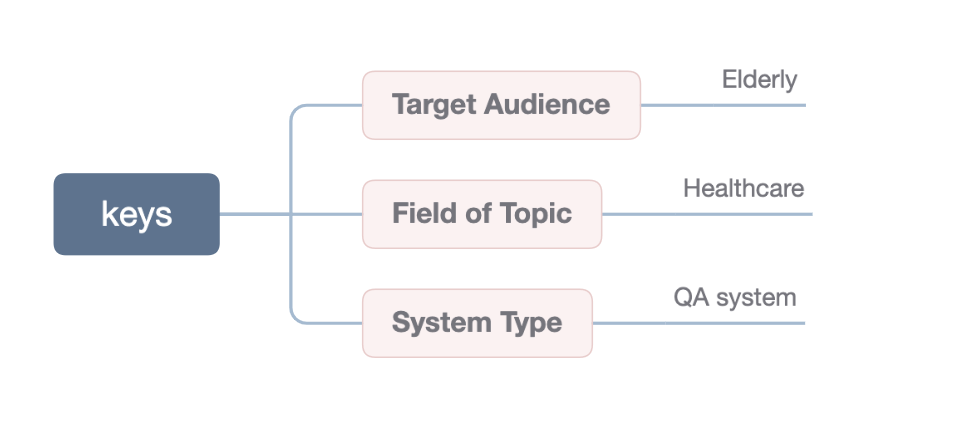 Elderly
Target Audience
Healthcare
keys
Field of Topic
QA system
System Type